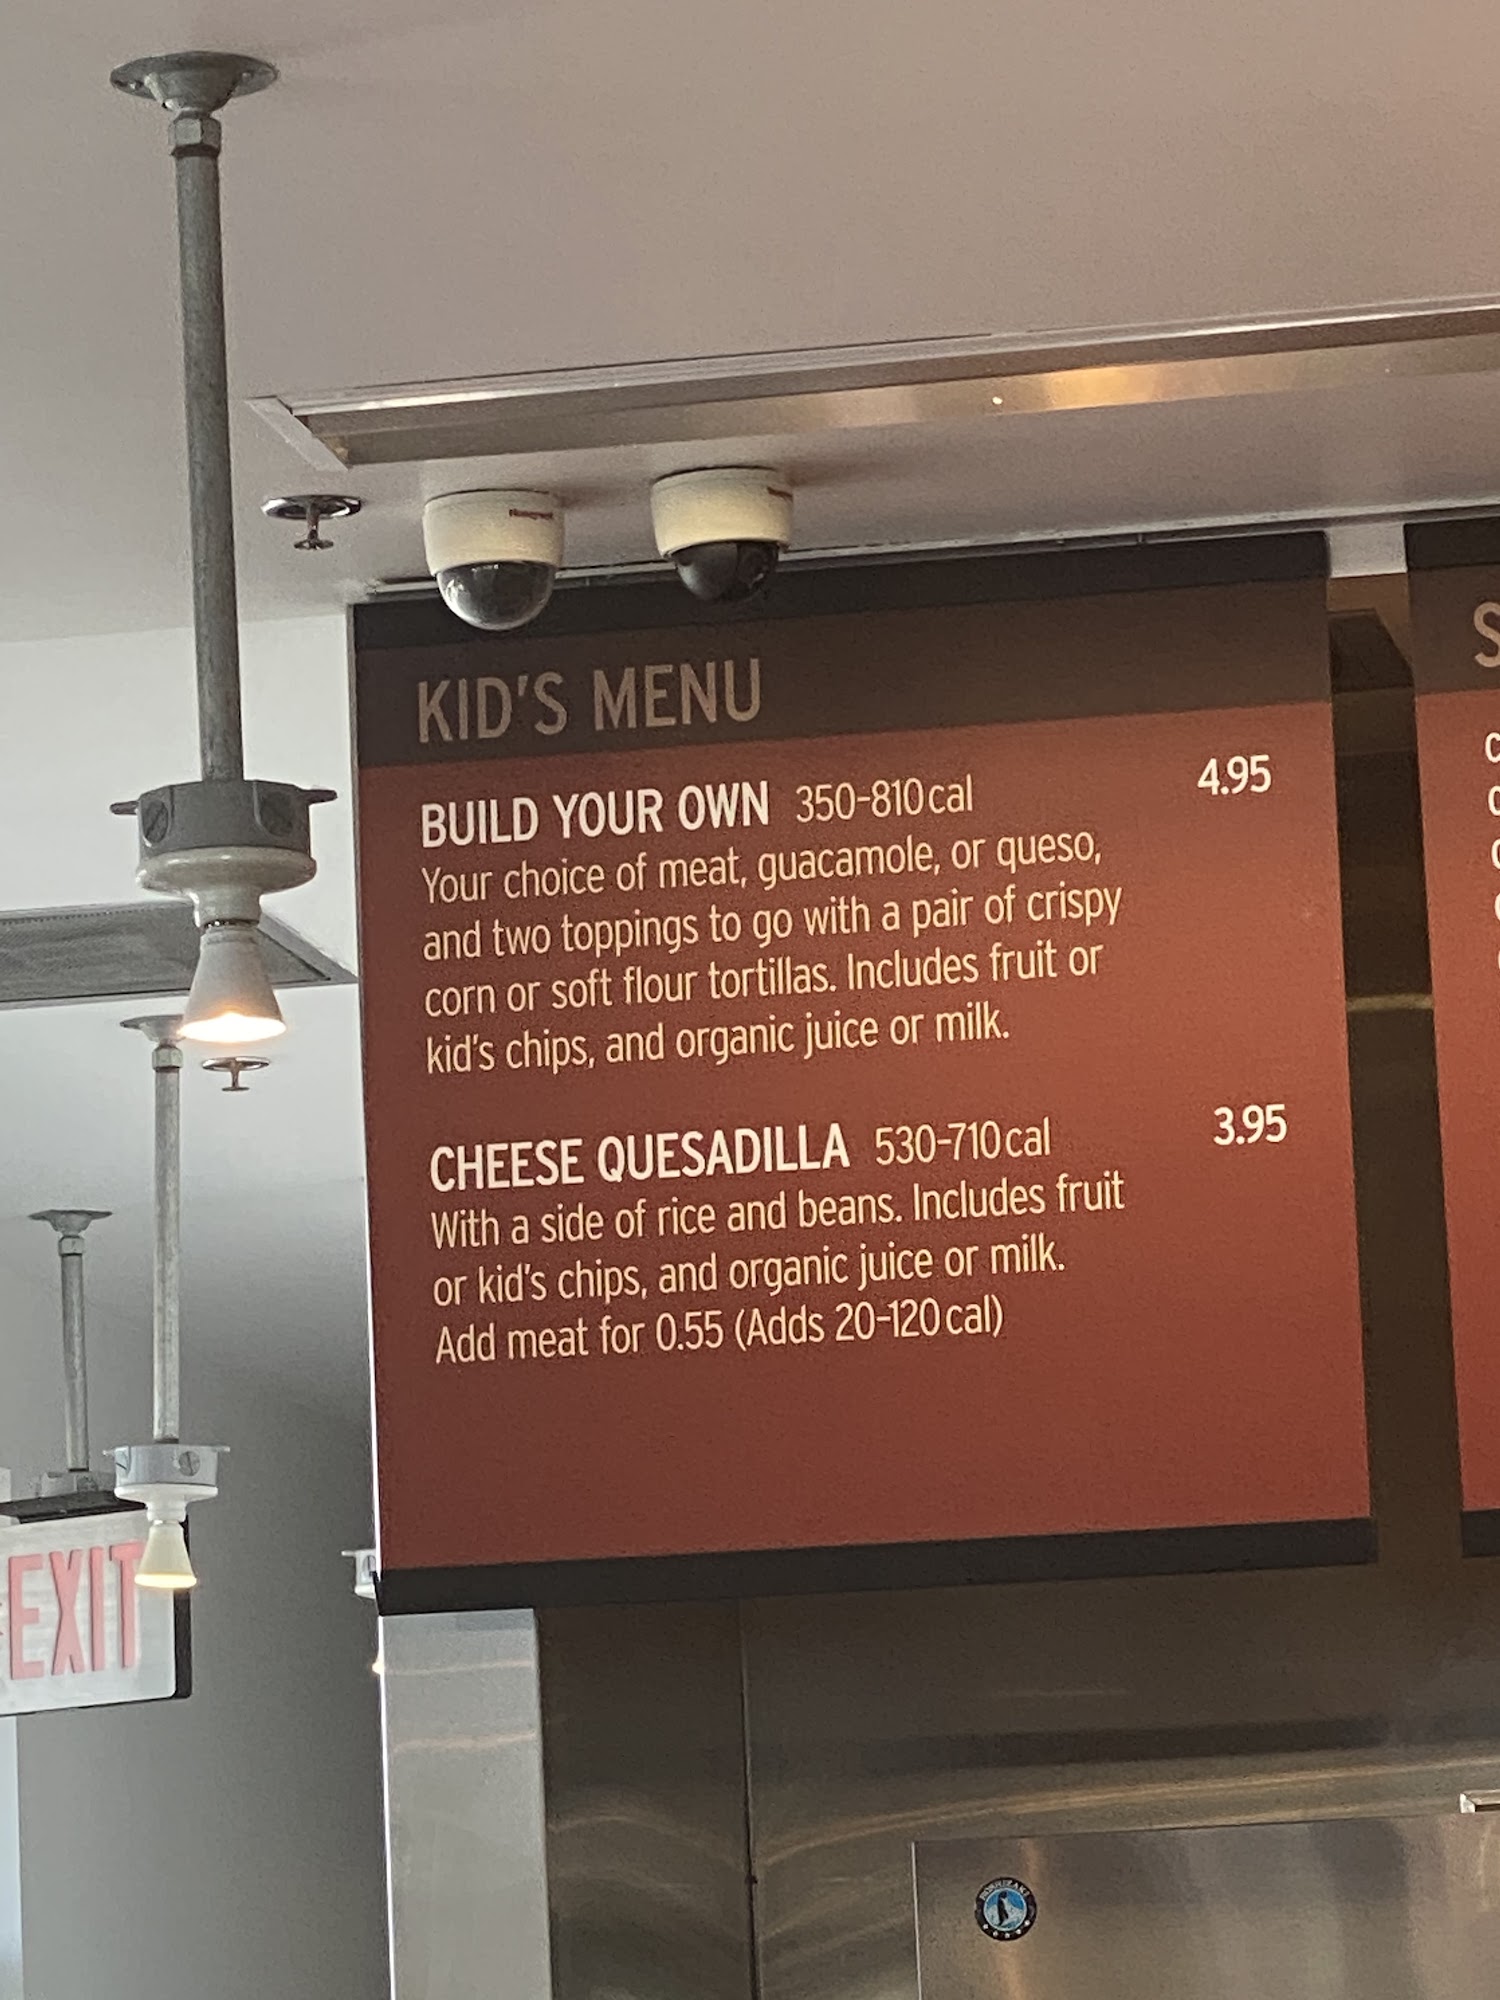 Honeywell
KID'S MENU
BUILD YOUR OWN 350-810cal 4.95
Your choice of meat, guacamole, or queso,
and two toppings to go with a pair of crispy
corn or soft flour tortillas. Includes fruit or
kid's chips, and organic juice or milk.
CHEESE QUESADILLA 530-710cal 3.95
With a side of rice and beans. Includes fruit
or kid's chips, and organic juice or milk.
Add meat for 0.55 (Adds 20-120cal)
EXIT
HOSHIZAKI